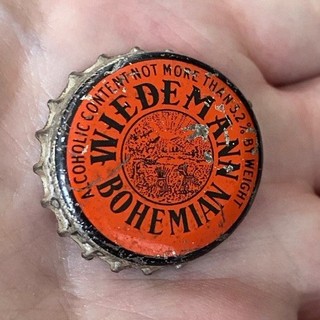 ALCOHOLIC CONTENT NOT MORE THAN 3.2% BY WEIGHT
WIEDEMANN
BOHEMIAN